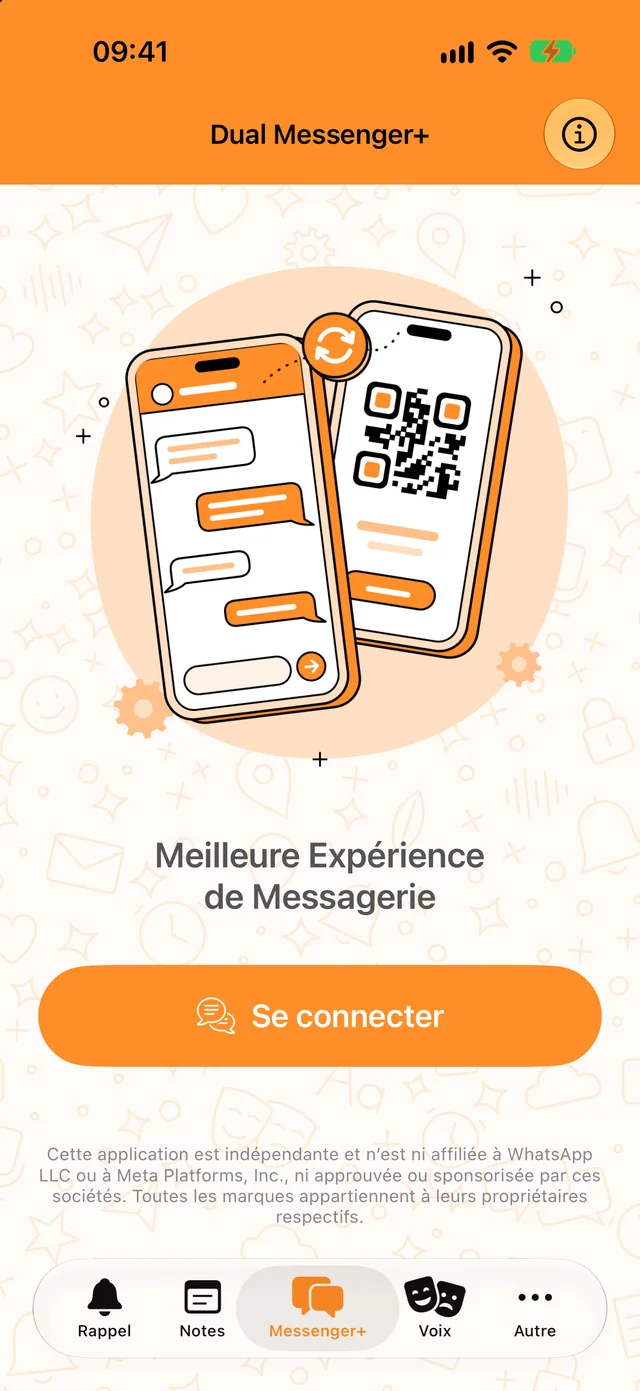 09:41
Dual Messenger+
Meilleure Expérience
de Messagerie
Se connecter
Cette application est indépendante et n’est ni affiliée à WhatsApp
LLC ou à Meta Platforms, Inc., ni approuvée ou sponsorisée par ces
sociétés. Toutes les marques appartiennent à leurs propriétaires
respectifs.
Rappel
Notes
Messenger+
Voix
Autre